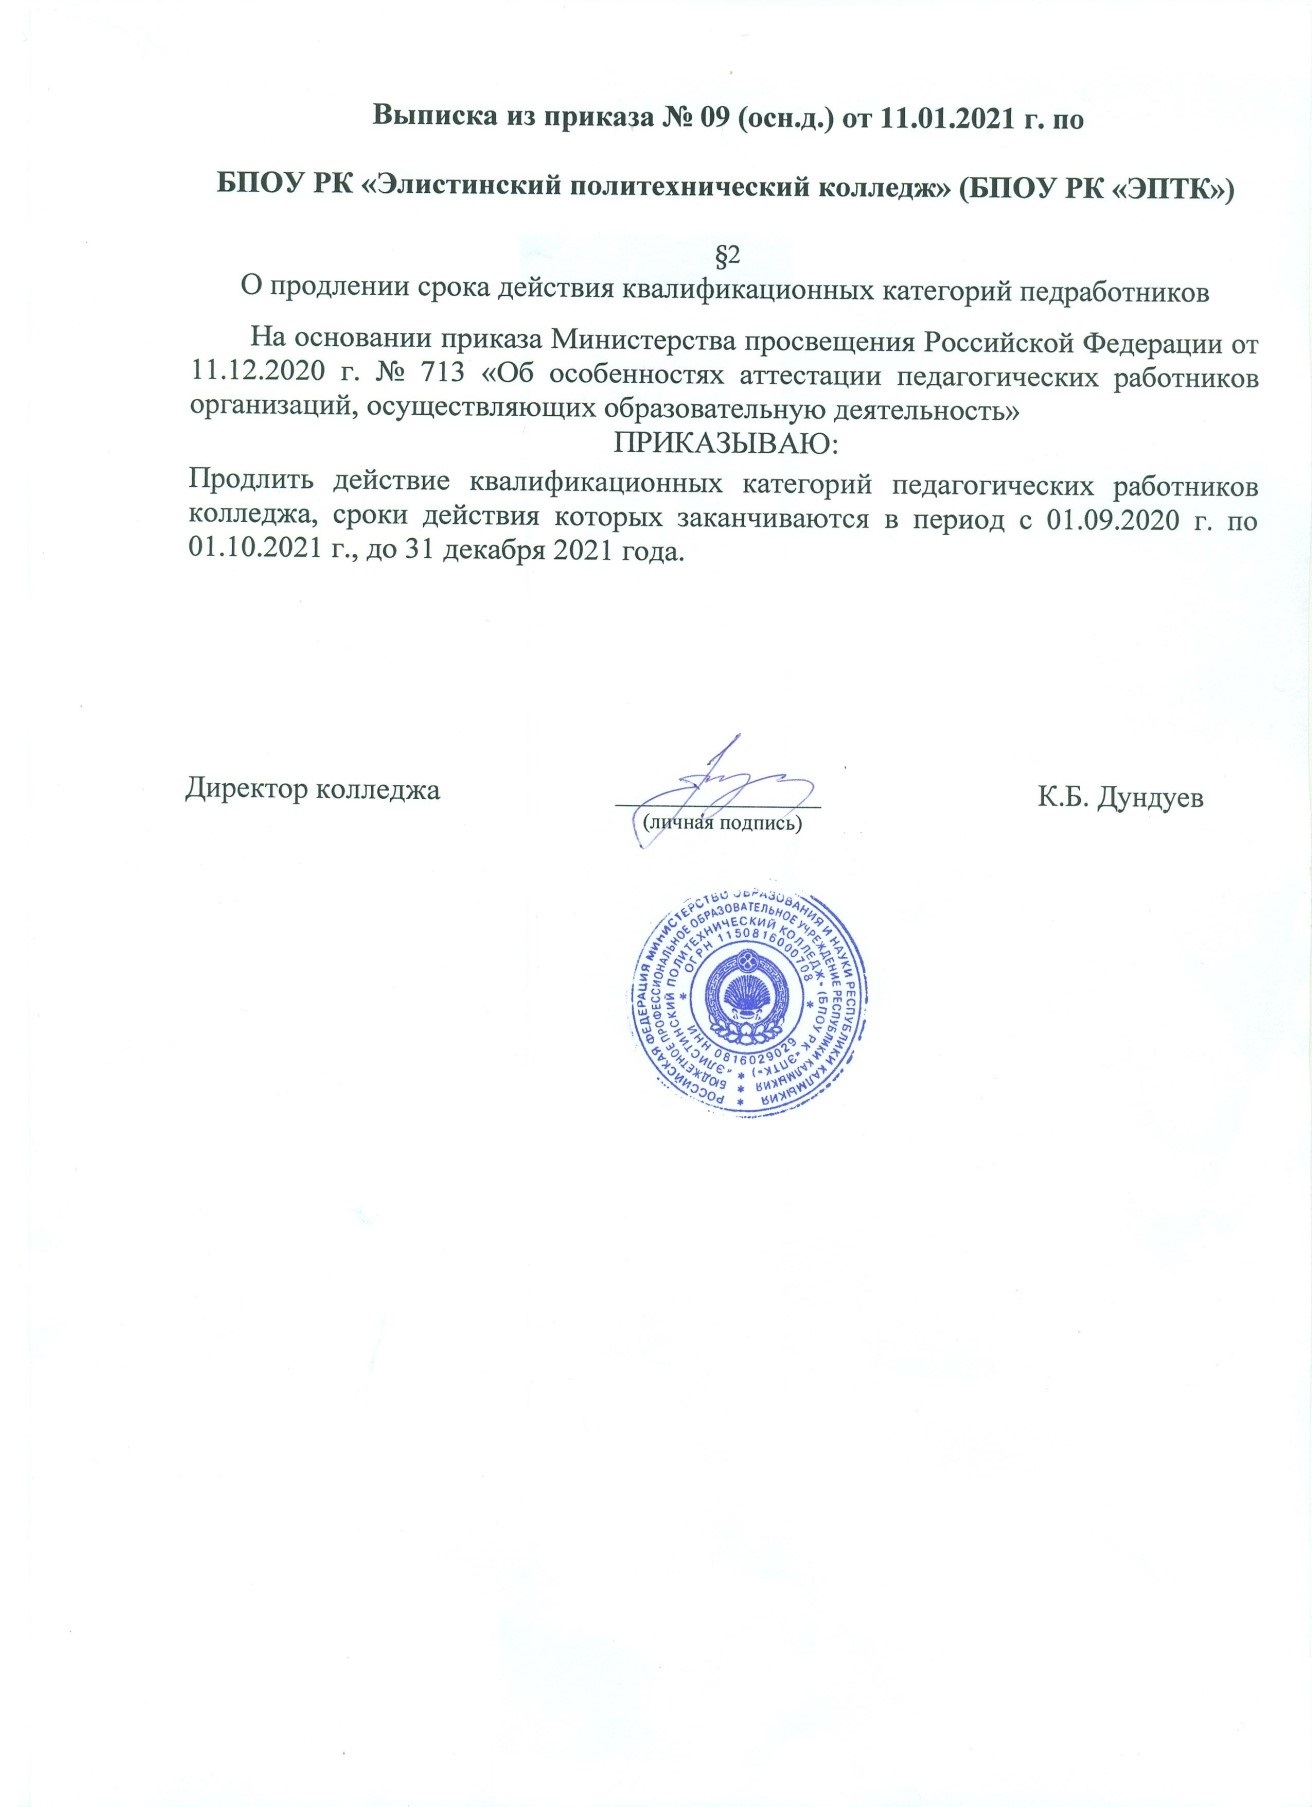 Выписка из приказа № 09 (осн.д.) от 11.01.2021 г. по
БПОУ РК «Элистинский политехнический колледж» (БПОУ РК «ЭПТК»)
§2
О продлении срока действия квалификационных категорий педработников
На основании приказа Министерства просвещения Российской Федерации от
11.12.2020 г. № 713 «Об особенностях аттестации педагогических работников
организаций, осуществляющих образовательную деятельность»
ПРИКАЗЫВАЮ:
Продлить действие квалификационных категорий педагогических работников
колледжа, сроки действия которых заканчиваются в период с 01.09.2020 г. по
01.10.2021 г., до 31 декабря 2021 года.
Директор колледжа
(личная подпись)
К.Б. Дундуев
РОССИЙСКАЯ ФЕДЕРАЦИЯ МИНИСТЕРСТВО ОБРАЗОВАНИЯ И НАУКИ РЕСПУБЛИКИ КАЛМЫКИЯ
БЮДЖЕТНОЕ ПРОФЕССИОНАЛЬНОЕ ОБРАЗОВАТЕЛЬНОЕ УЧРЕЖДЕНИЕ РЕСПУБЛИКИ КАЛМЫКИЯ
"ЭЛИСТИНСКИЙ ПОЛИТЕХНИЧЕСКИЙ КОЛЛЕДЖ" (БПОУ РК "ЭПТК")
ОГРН 1150816000708
ИНН 0816029029